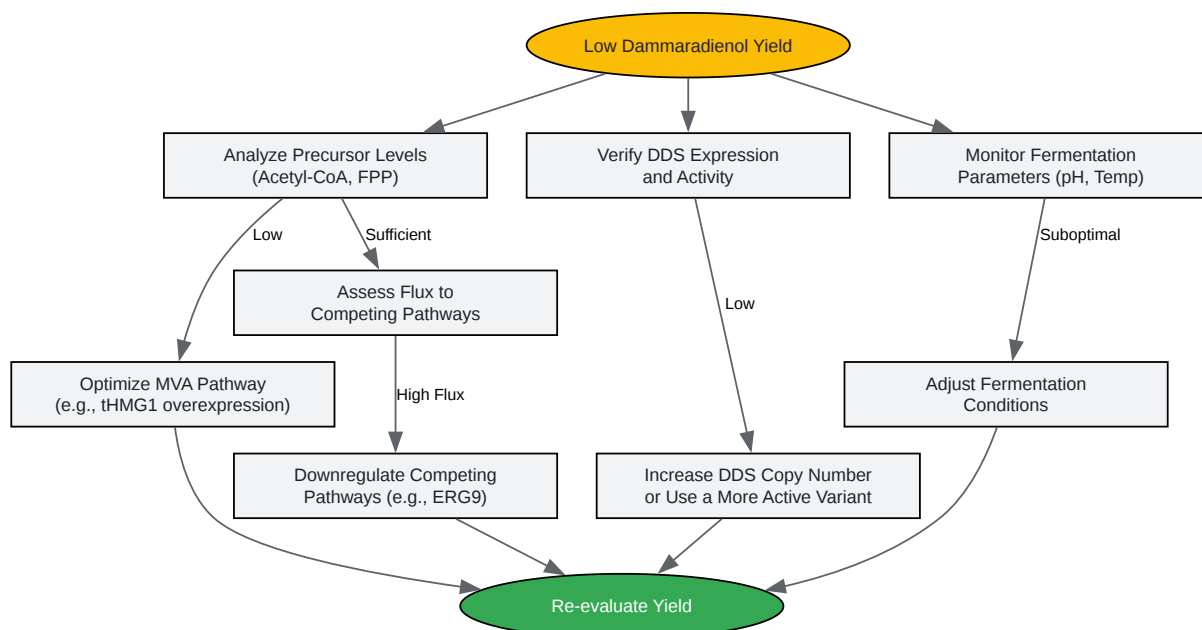 Low Dammaradienol Yield
Analyze Precursor Levels
(Acetyl-CoA, FPP)
Verify DDS Expression
and Activity
Monitor Fermentation
Parameters (pH, Temp)
Low
Sufficient
Suboptimal
Assess Flux to
Competing Pathways
Low
Optimize MVA Pathway
(e.g., tHMG1 overexpression)
High Flux
Adjust Fermentation
Conditions
Downregulate Competing
Pathways (e.g., ERG9)
Increase DDS Copy Number
or Use a More Active Variant
Re-evaluate Yield